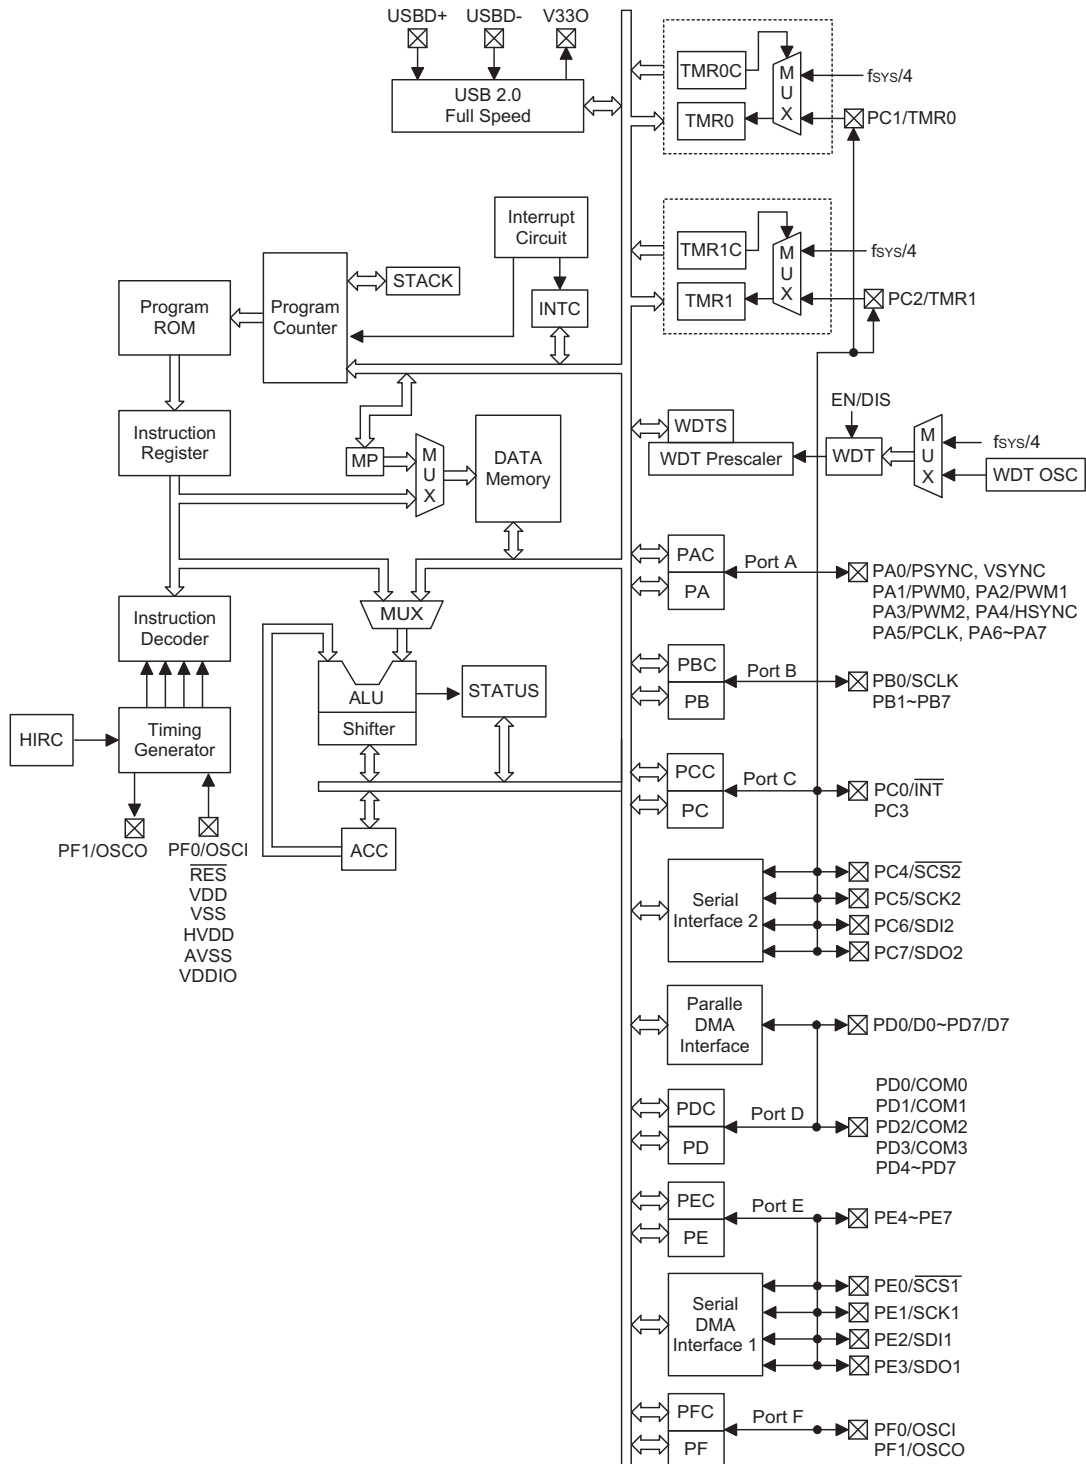 USBD+ USBD- V33O
USB 2.0
Full Speed
TMR0C
TMR0
MUX
fSYS/4
PC1/TMR0
TMR1C
TMR1
MUX
fSYS/4
PC2/TMR1
Interrupt
Circuit
INTC
STACK
Program
Counter
Program
ROM
Instruction
Register
MP
MUX
DATA
Memory
EN/DIS
WDTS
WDT Prescaler
WDT
MUX
fSYS/4
WDT OSC
Instruction
Decoder
MUX
ALU
Shifter
STATUS
HIRC
Timing
Generator
PF1/OSCO
PF0/OSCI
RES
VDD
VSS
HVDD
AVSS
VDDIO
ACC
PAC
PA
Port A
PA0/PSYNC, VSYNC
PA1/PWM0, PA2/PWM1
PA3/PWM2, PA4/HSYNC
PA5/PCLK, PA6~PA7
PBC
PB
Port B
PB0/SCLK
PB1~PB7
PCC
PC
Port C
PC0/INT
PC3
Serial
Interface 2
PC4/SCS2
PC5/SCK2
PC6/SDI2
PC7/SDO2
Paralle
DMA
Interface
PD0/D0~PD7/D7
PDC
PD
Port D
PD0/COM0
PD1/COM1
PD2/COM2
PD3/COM3
PD4~PD7
PEC
PE
Port E
PE4~PE7
Serial
DMA
Interface 1
PE0/SCS1
PE1/SCK1
PE2/SDI1
PE3/SDO1
PFC
PF
Port F
PF0/OSCI
PF1/OSCO